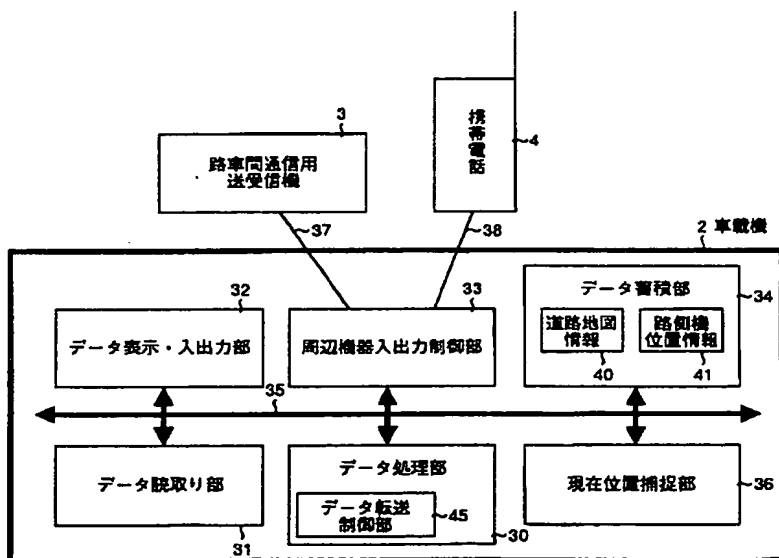 3
路車間通信用
送受信機
携帯電話
4
37
38
2 車載機
32
データ表示・入出力部
33
周辺機器入出力制御部
データ蓄積部
34
道路地図
情報
40
路側機
位置情報
41
35
データ読取り部
31
データ処理部
データ転送
制御部
45
30
現在位置捕捉部
36